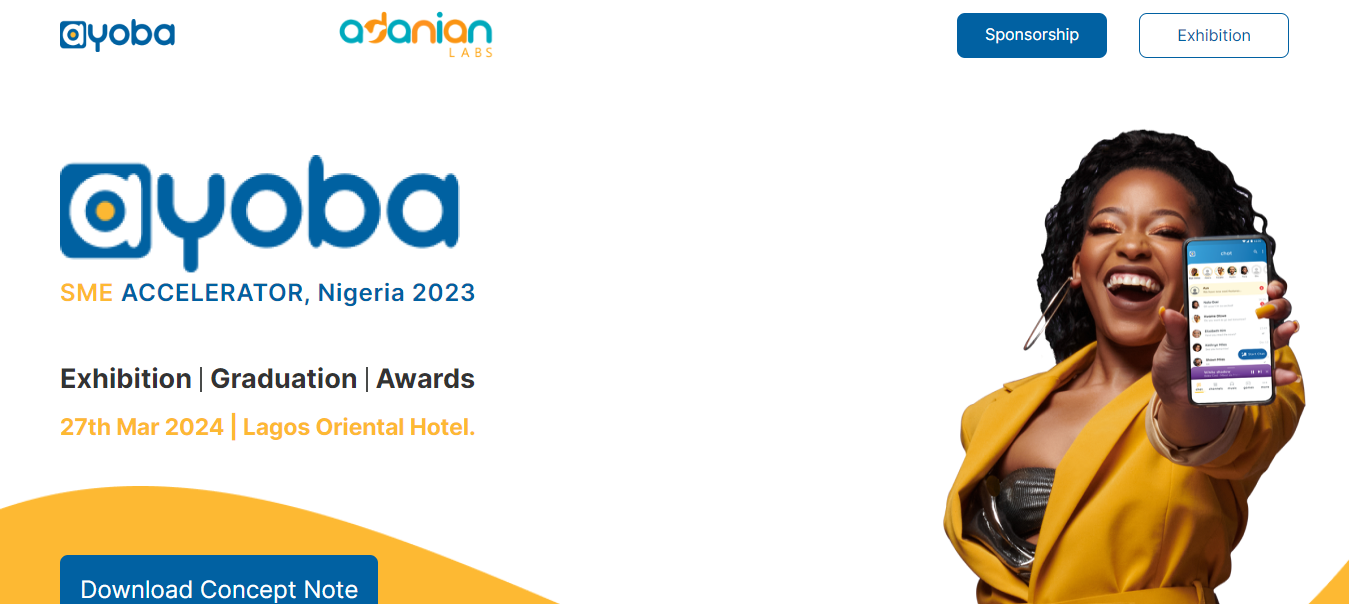 ayoba
adanian
LABS
Sponsorship
Exhibition
ayoba
SME ACCELERATOR, Nigeria 2023
Exhibition | Graduation | Awards
27th Mar 2024 | Lagos Oriental Hotel.
Download Concept Note
chat